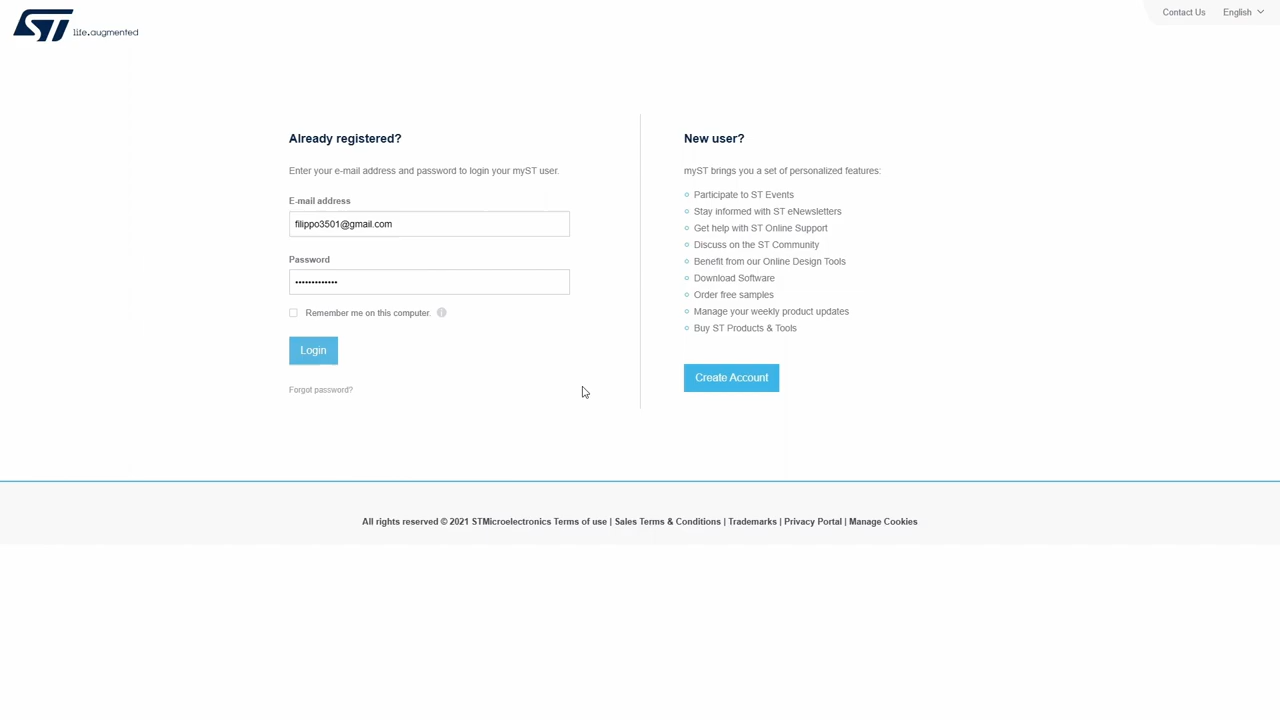 ST life.augmented
Contact Us English
Already registered?
Enter your e-mail address and password to login your myST user.
E-mail address
filippo3501@gmail.com
Password
•••••••••••••
Remember me on this computer.
Login
Forgot password?
New user?
myST brings you a set of personalized features:
Participate to ST Events
Stay informed with ST eNewsletters
Get help with ST Online Support
Discuss on the ST Community
Benefit from our Online Design Tools
Download Software
Order free samples
Manage your weekly product updates
Buy ST Products & Tools
Create Account
All rights reserved © 2021 STMicroelectronics Terms of use | Sales Terms & Conditions | Trademarks | Privacy Portal | Manage Cookies